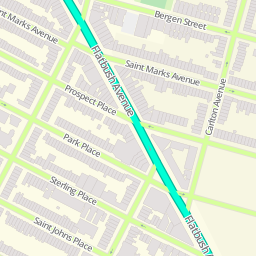 Bergen Street
Saint Marks Avenue
Flatbush Avenue
Saint Marks Avenue
Prospect Place
Carlton Avenue
Park Place
Sterling Place
Saint Johns Place
Flatbush